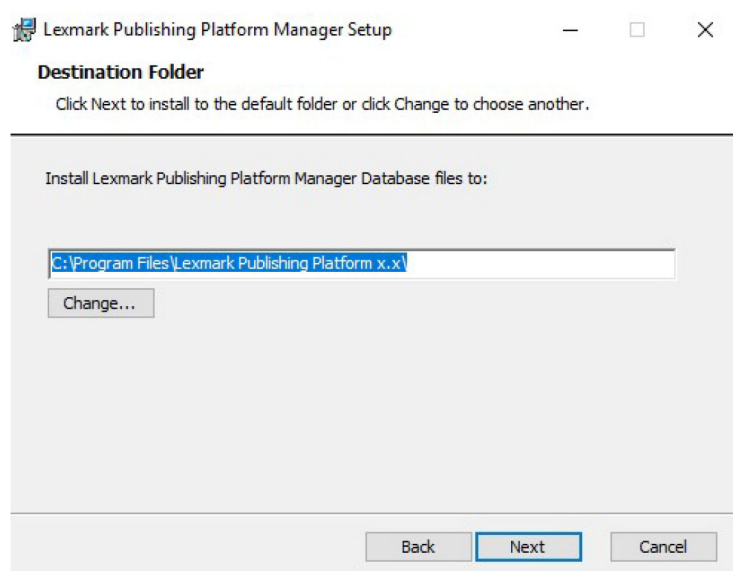 Lexmark Publishing Platform Manager Setup
Destination Folder
Click Next to install to the default folder or click Change to choose another.
Install Lexmark Publishing Platform Manager Database files to:
C:\Program Files\Lexmark Publishing Platform x.x\
Change...
Back Next Cancel